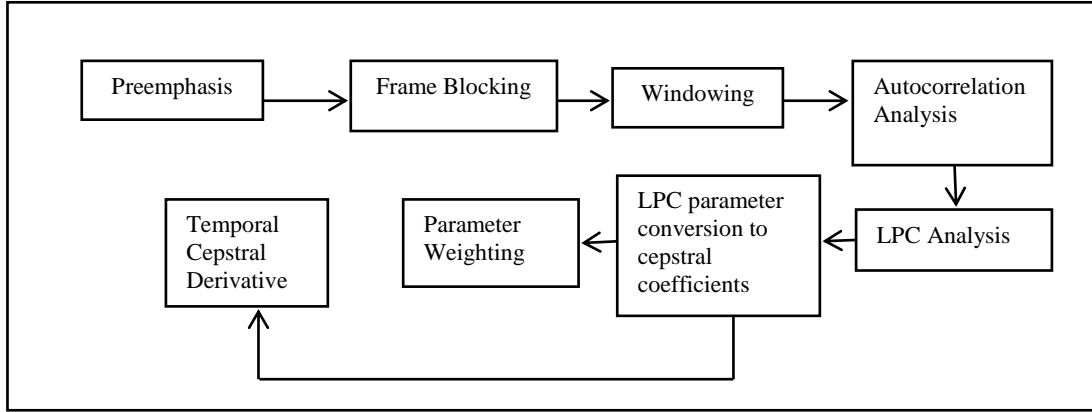 Preemphasis
Frame Blocking
Windowing
Autocorrelation
Analysis
LPC Analysis
LPC parameter
conversion to
cepstral
coefficients
Parameter
Weighting
Temporal
Cepstral
Derivative